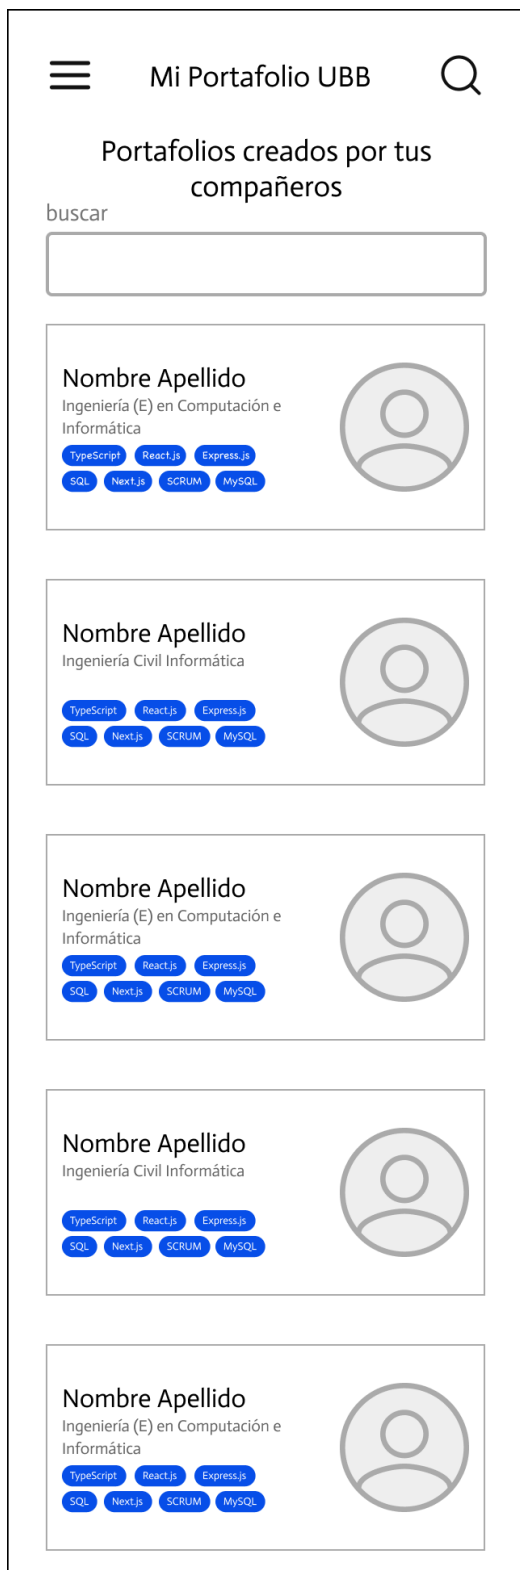 Mi Portafolio UBB
Portafolios creados por tus
compañeros
buscar
Nombre Apellido
Ingeniería (E) en Computación e
Informática
TypeScript React.js Express.js
SQL Next.js SCRUM MySQL
Nombre Apellido
Ingeniería Civil Informática
TypeScript React.js Express.js
SQL Next.js SCRUM MySQL
Nombre Apellido
Ingeniería (E) en Computación e
Informática
TypeScript React.js Express.js
SQL Next.js SCRUM MySQL
Nombre Apellido
Ingeniería Civil Informática
TypeScript React.js Express.js
SQL Next.js SCRUM MySQL
Nombre Apellido
Ingeniería (E) en Computación e
Informática
TypeScript React.js Express.js
SQL Next.js SCRUM MySQL